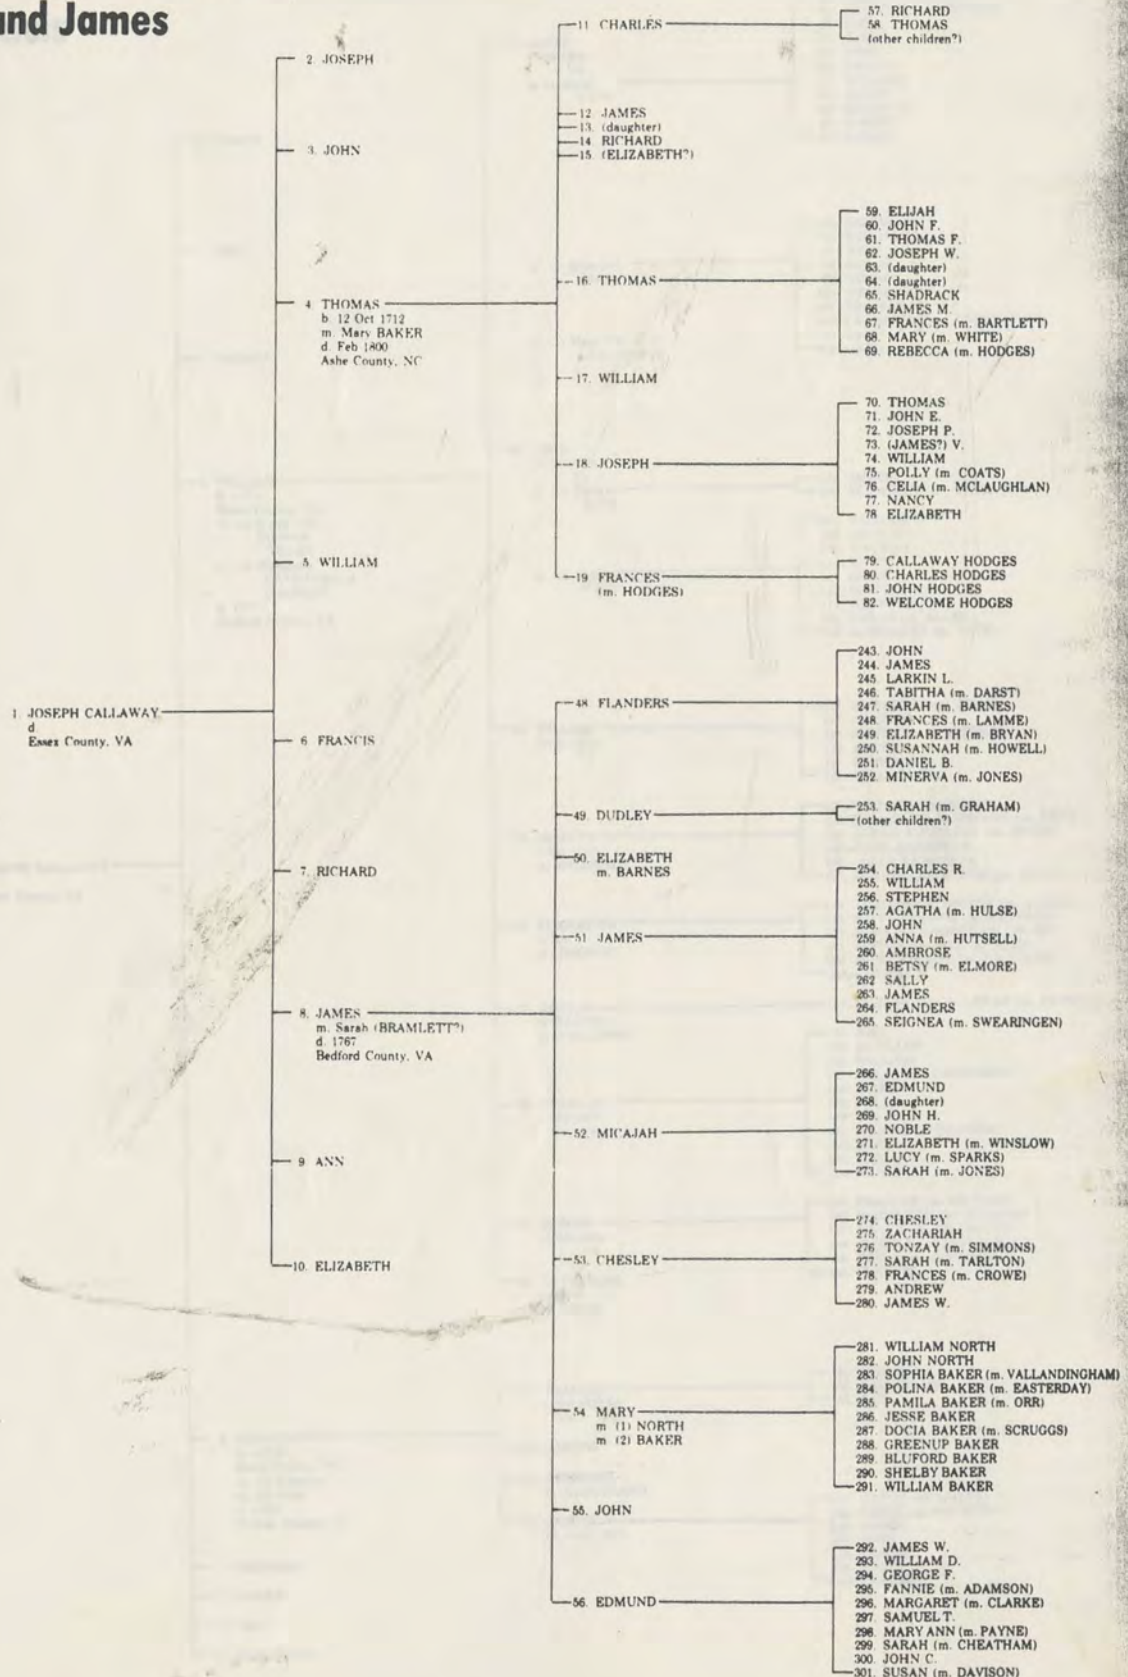 and James
1. JOSEPH CALLAWAY
d.
Essex County, VA
2. JOSEPH
3. JOHN
4. THOMAS
b. 12 Oct 1712
m. Mary BAKER
d. Feb 1800
Ashe County, NC
5. WILLIAM
6. FRANCIS
7. RICHARD
8. JAMES
m. Sarah (BRAMLETT?)
d. 1767
Bedford County, VA
9. ANN
10. ELIZABETH
11. CHARLES
12. JAMES
13. (daughter)
14. RICHARD
15. (ELIZABETH?)
16. THOMAS
17. WILLIAM
18. JOSEPH
19. FRANCES
(m. HODGES)
48. FLANDERS
49. DUDLEY
50. ELIZABETH
m. BARNES
51. JAMES
52. MICAJAH
53. CHESLEY
54. MARY
m (1) NORTH
m (2) BAKER
55. JOHN
56. EDMUND
57. RICHARD
58. THOMAS
(other children?)
59. ELIJAH
60. JOHN F.
61. THOMAS F.
62. JOSEPH W.
63. (daughter)
64. (daughter)
65. SHADRACK
66. JAMES M.
67. FRANCES (m. BARTLETT)
68. MARY (m. WHITE)
69. REBECCA (m. HODGES)
70. THOMAS
71. JOHN E.
72. JOSEPH P.
73. (JAMES?) V.
74. WILLIAM
75. POLLY (m. COATS)
76. CELIA (m. MCLAUGHLAN)
77. NANCY
78. ELIZABETH
79. CALLAWAY HODGES
80. CHARLES HODGES
81. JOHN HODGES
82. WELCOME HODGES
243. JOHN
244. JAMES
245. LARKIN L.
246. TABITHA (m. DARST)
247. SARAH (m. BARNES)
248. FRANCES (m. LAMME)
249. ELIZABETH (m. BRYAN)
250. SUSANNAH (m. HOWELL)
251. DANIEL B.
252. MINERVA (m. JONES)
253. SARAH (m. GRAHAM)
(other children?)
254. CHARLES R.
255. WILLIAM
256. STEPHEN
257. AGATHA (m. HULSE)
258. JOHN
259. ANNA (m. HUTSELL)
260. AMBROSE
261. BETSY (m. ELMORE)
262. SALLY
263. JAMES
264. FLANDERS
265. SEIGNEA (m. SWEARINGEN)
266. JAMES
267. EDMUND
268. (daughter)
269. JOHN H.
270. NOBLE
271. ELIZABETH (m. WINSLOW)
272. LUCY (m. SPARKS)
273. SARAH (m. JONES)
274. CHESLEY
275. ZACHARIAH
276. TONZAY (m. SIMMONS)
277. SARAH (m. TARLTON)
278. FRANCES (m. CROWE)
279. ANDREW
280. JAMES W.
281. WILLIAM NORTH
282. JOHN NORTH
283. SOPHIA BAKER (m. VALLANDINGHAM)
284. POLINA BAKER (m. EASTERDAY)
285. PAMILA BAKER (m. ORR)
286. JESSE BAKER
287. DOCIA BAKER (m. SCRUGGS)
288. GREENUP BAKER
289. BLUFORD BAKER
290. SHELBY BAKER
291. WILLIAM BAKER
292. JAMES W.
293. WILLIAM D.
294. GEORGE F.
295. FANNIE (m. ADAMSON)
296. MARGARET (m. CLARKE)
297. SAMUEL T.
298. MARY ANN (m. PAYNE)
299. SARAH (m. CHEATHAM)
300. JOHN C.
301. SUSAN (m. DAVISON)